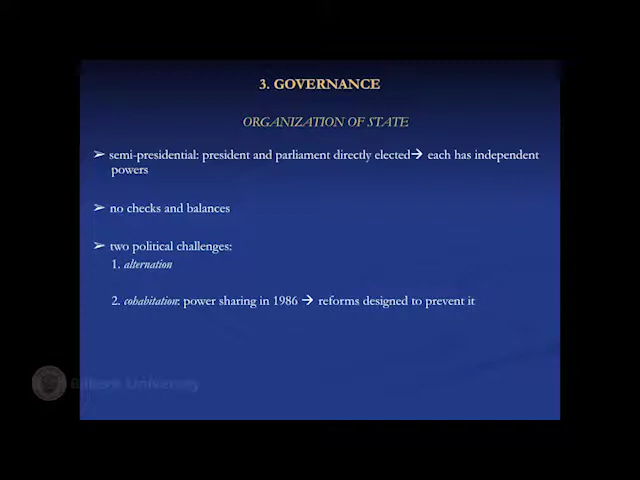 3. GOVERNANCE
ORGANIZATION OF STATE
➢ semi-presidential: president and parliament directly elected→ each has independent
powers
➢ no checks and balances
➢ two political challenges:
1. alternation
2. cohabitation: power sharing in 1986 → reforms designed to prevent it
University